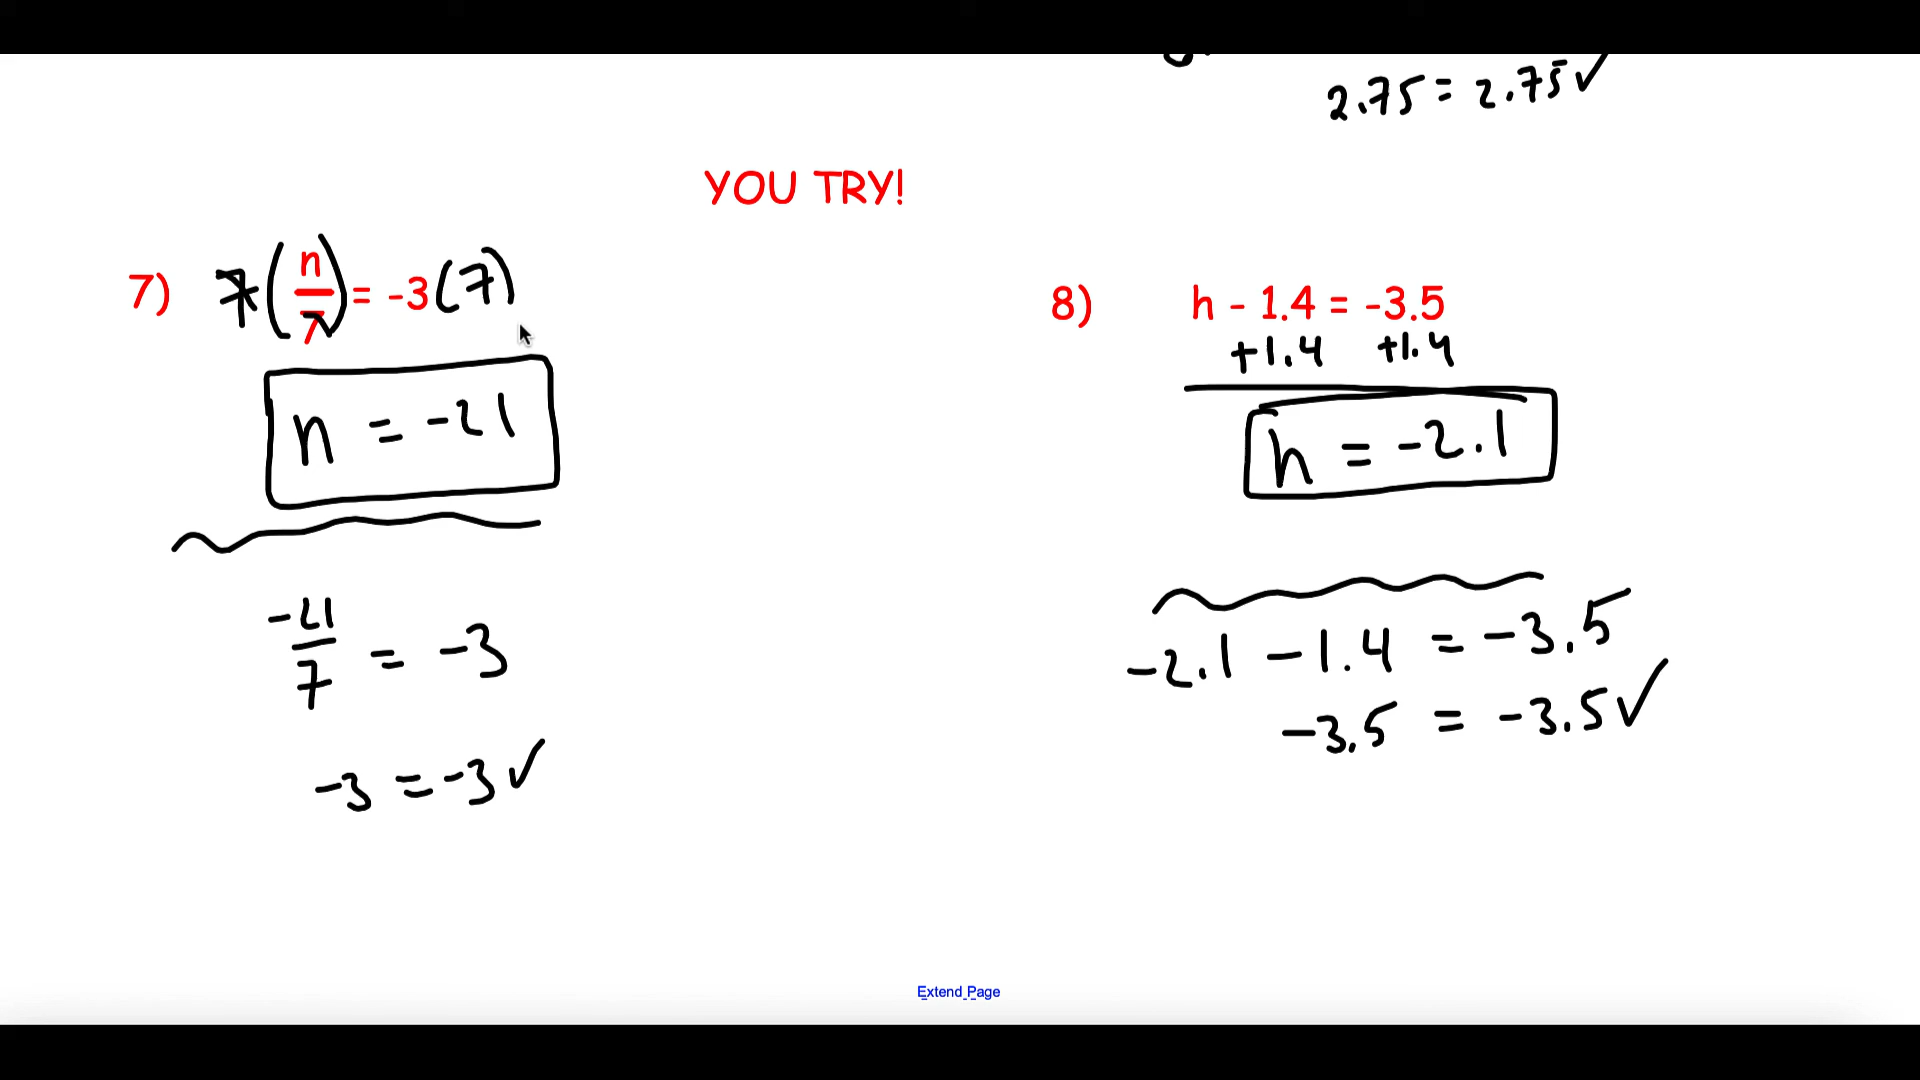 2.75 = 2.75 ✓
YOU TRY!
7) 7(n/7) = -3(7)
n = -21
-21/7 = -3
-3 = -3 ✓
8) h - 1.4 = -3.5
+1.4 +1.4
h = -2.1
-2.1 - 1.4 = -3.5
-3.5 = -3.5 ✓
Extend Page